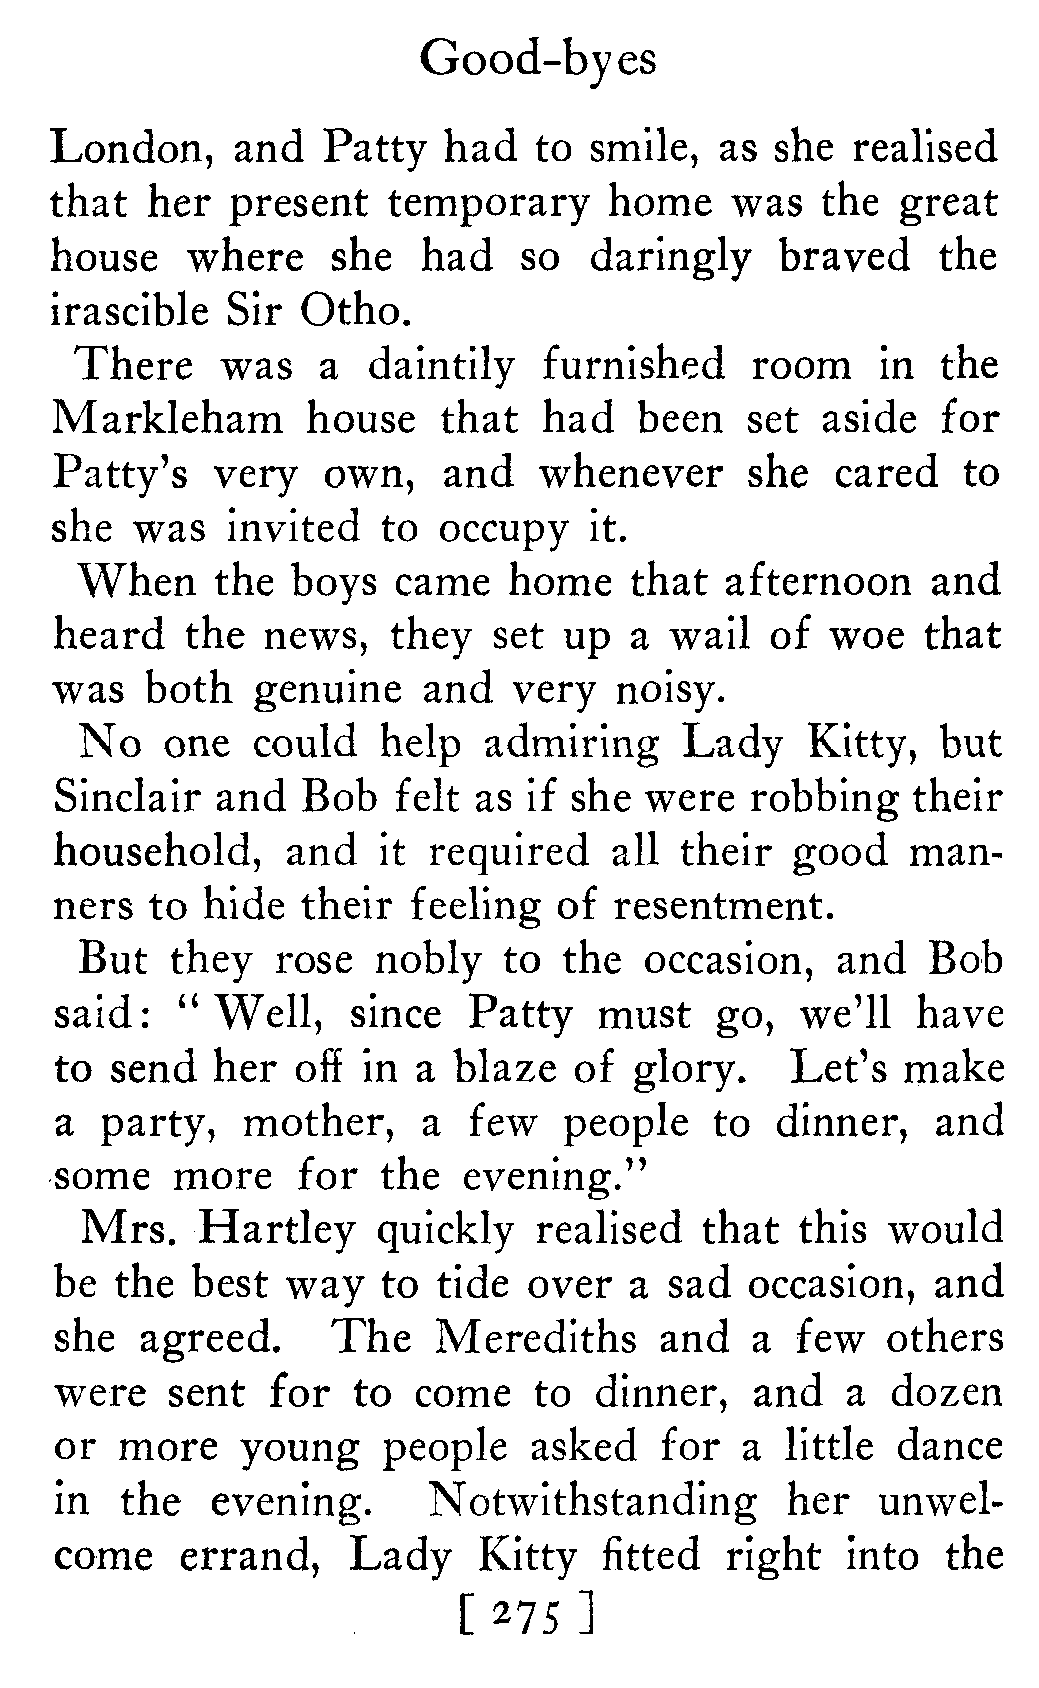 Good-byes
London, and Patty had to smile, as she realised
that her present temporary home was the great
house where she had so daringly braved the
irascible Sir Otho.
There was a daintily furnished room in the
Markleham house that had been set aside for
Patty's very own, and whenever she cared to
she was invited to occupy it.
When the boys came home that afternoon and
heard the news, they set up a wail of woe that
was both genuine and very noisy.
No one could help admiring Lady Kitty, but
Sinclair and Bob felt as if she were robbing their
household, and it required all their good man-
ners to hide their feeling of resentment.
But they rose nobly to the occasion, and Bob
said: " Well, since Patty must go, we'll have
to send her off in a blaze of glory. Let's make
a party, mother, a few people to dinner, and
some more for the evening."
Mrs. Hartley quickly realised that this would
be the best way to tide over a sad occasion, and
she agreed. The Merediths and a few others
were sent for to come to dinner, and a dozen
or more young people asked for a little dance
in the evening. Notwithstanding her unwel-
come errand, Lady Kitty fitted right into the
[ 275 ]